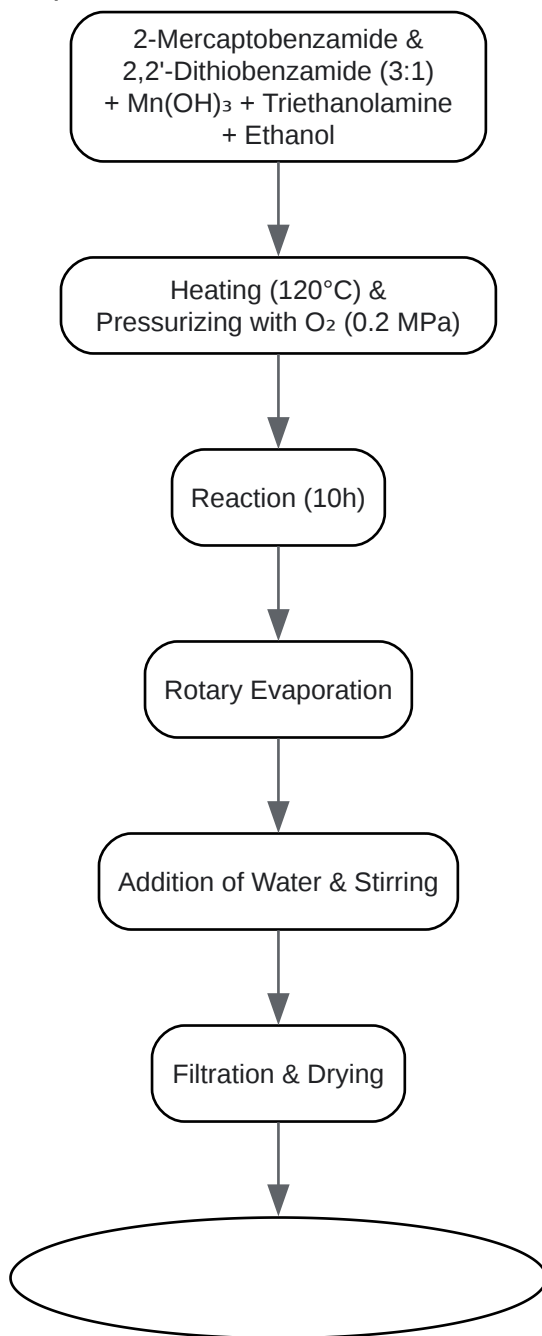 2-Mercaptobenzamide &
2,2'-Dithiobenzamide (3:1)
+ Mn(OH)₃ + Triethanolamine
+ Ethanol
Heating (120°C) &
Pressurizing with O₂ (0.2 MPa)
Reaction (10h)
Rotary Evaporation
Addition of Water & Stirring
Filtration & Drying